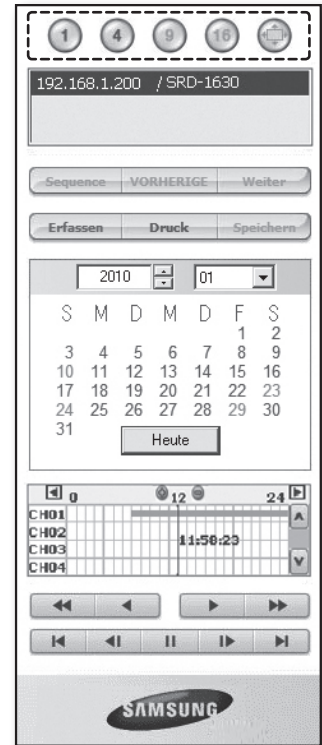 1 4 9 16
192.168.1.200 / SRD-1630
Sequence VORHERIGE Weiter
Erfassen Druck Speichern
2010 01
S M D M D F S
1 2
3 4 5 6 7 8 9
10 11 12 13 14 15 16
17 18 19 20 21 22 23
24 25 26 27 28 29 30
31
Heute
0 12 24
CH01
CH02
11:58:23
CH03
CH04
SAMSUNG